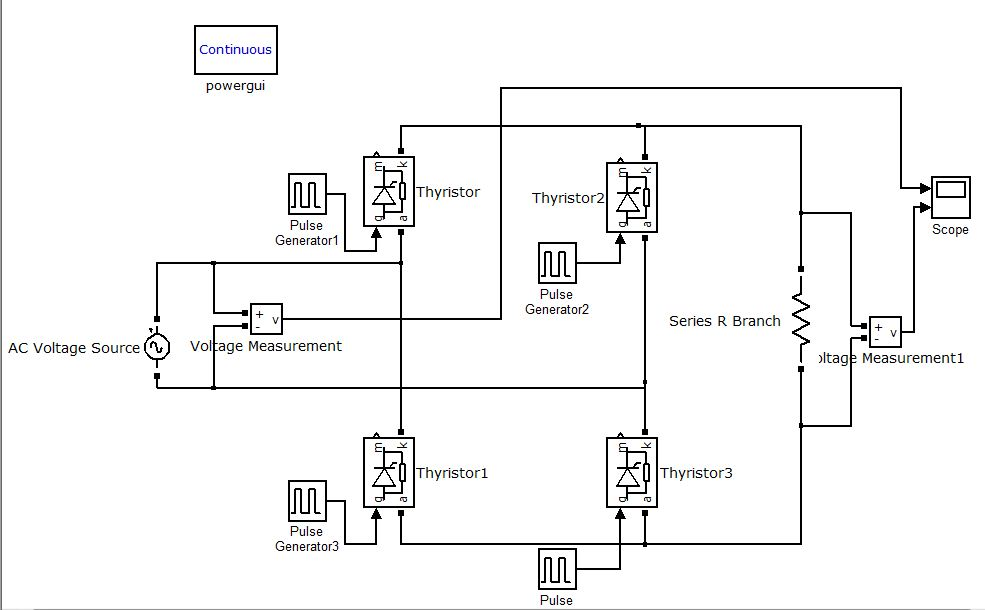 Continuous
powergui
m
k
g
a
Thyristor
Pulse
Generator1
m
k
g
a
Thyristor2
Pulse
Generator2
Scope
AC Voltage Source
+
-
v
Voltage Measurement
Series R Branch
+
-
v
oltage Measurement1
m
k
g
a
Thyristor1
Pulse
Generator3
m
k
g
a
Thyristor3
Pulse